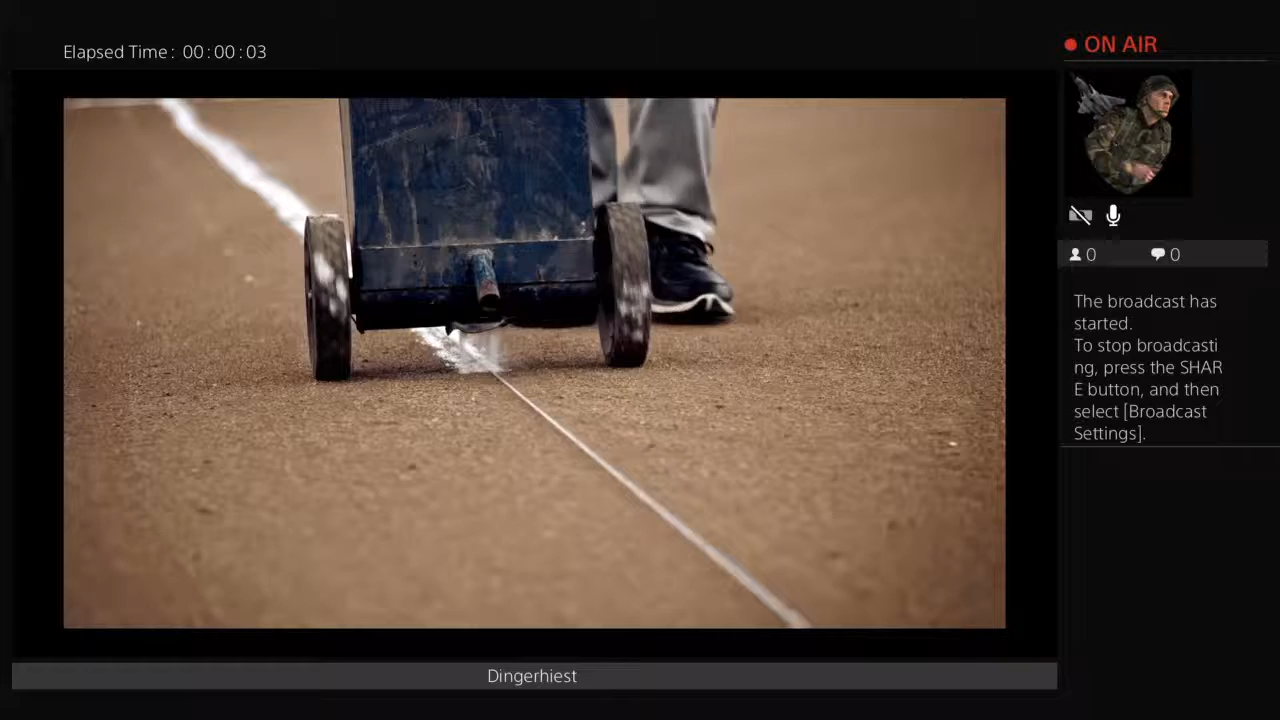 Elapsed Time: 00:00:03
ON AIR
0
0
The broadcast has
started.
To stop broadcasti
ng, press the SHAR
E button, and then
select [Broadcast
Settings].
Dingerhiest